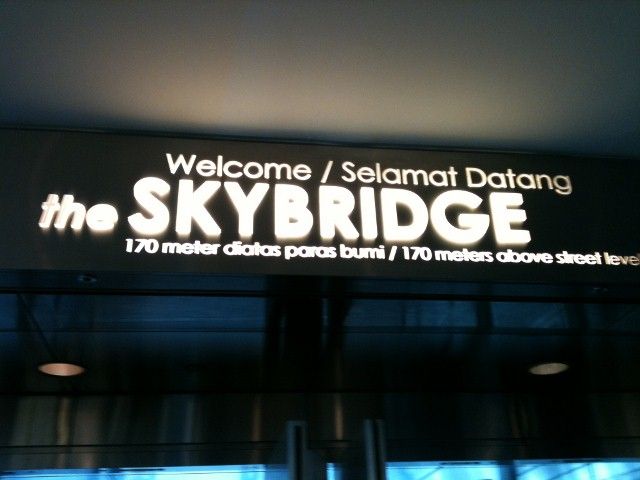 Welcome / Selamat Datang
the SKYBRIDGE
170 meter diatas paras bumi / 170 meters above street level